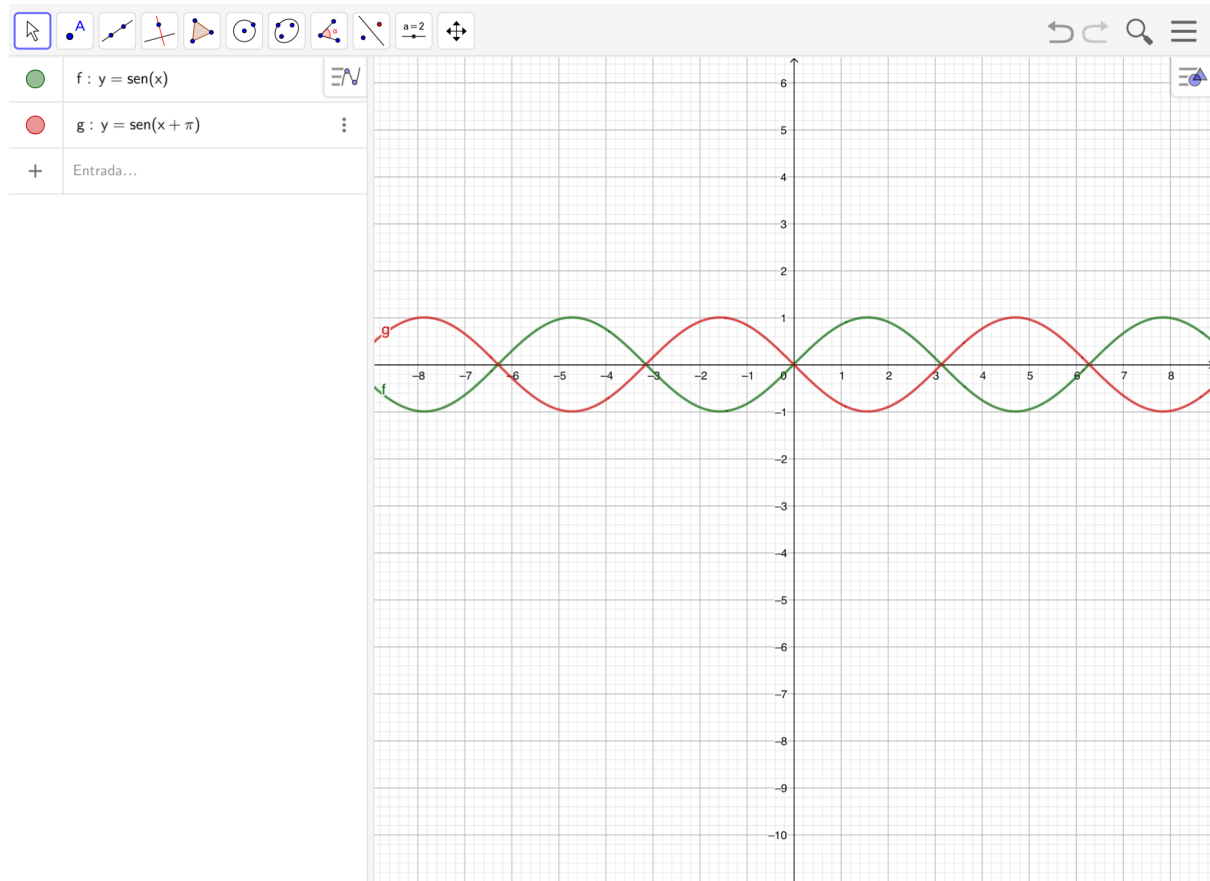 A
α
a=2
f : y = sen(x)
g : y = sen(x + π)
+
Entrada…
6
5
4
3
2
1
g
–8 –7 –6 –5 –4 –3 –2 –1 0 1 2 3 4 5 6 7 8
f
–1
–2
–3
–4
–5
–6
–7
–8
–9
–10